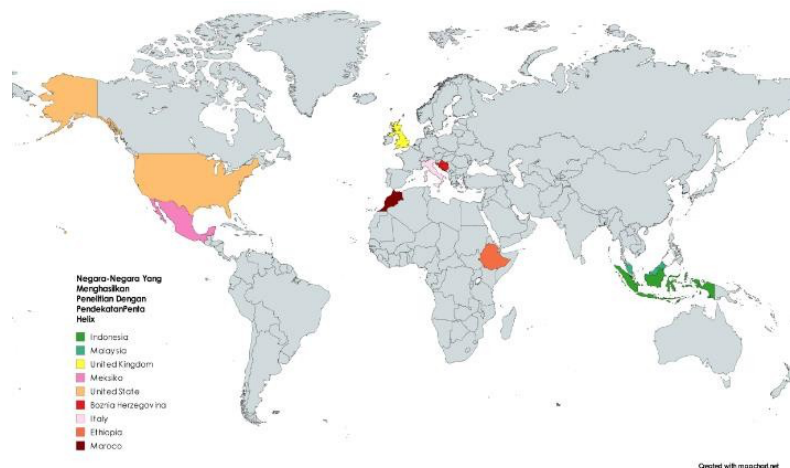 Negara-Negara Yang
Menghasilkan
Penelitian Dengan
PendekatanPenta
Helix
Indonesia
Malaysia
United Kingdom
Meksiko
United State
Boznia Herzegovina
Italy
Ethiopia
Maroco
Created with mapchart.net